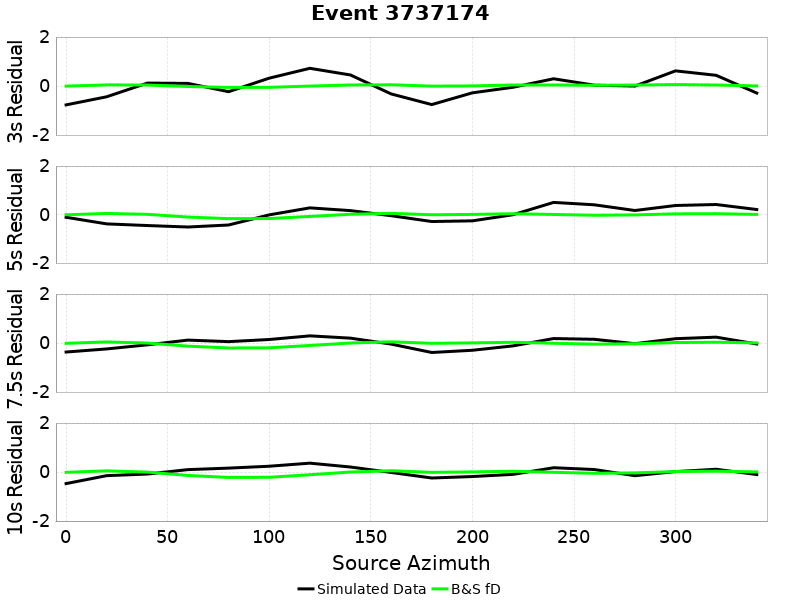 Event 3737174
3s Residual
2
0
-2
5s Residual
2
0
-2
7.5s Residual
2
0
-2
10s Residual
2
0
-2
0 50 100 150 200 250 300
Source Azimuth
Simulated Data B&S fD